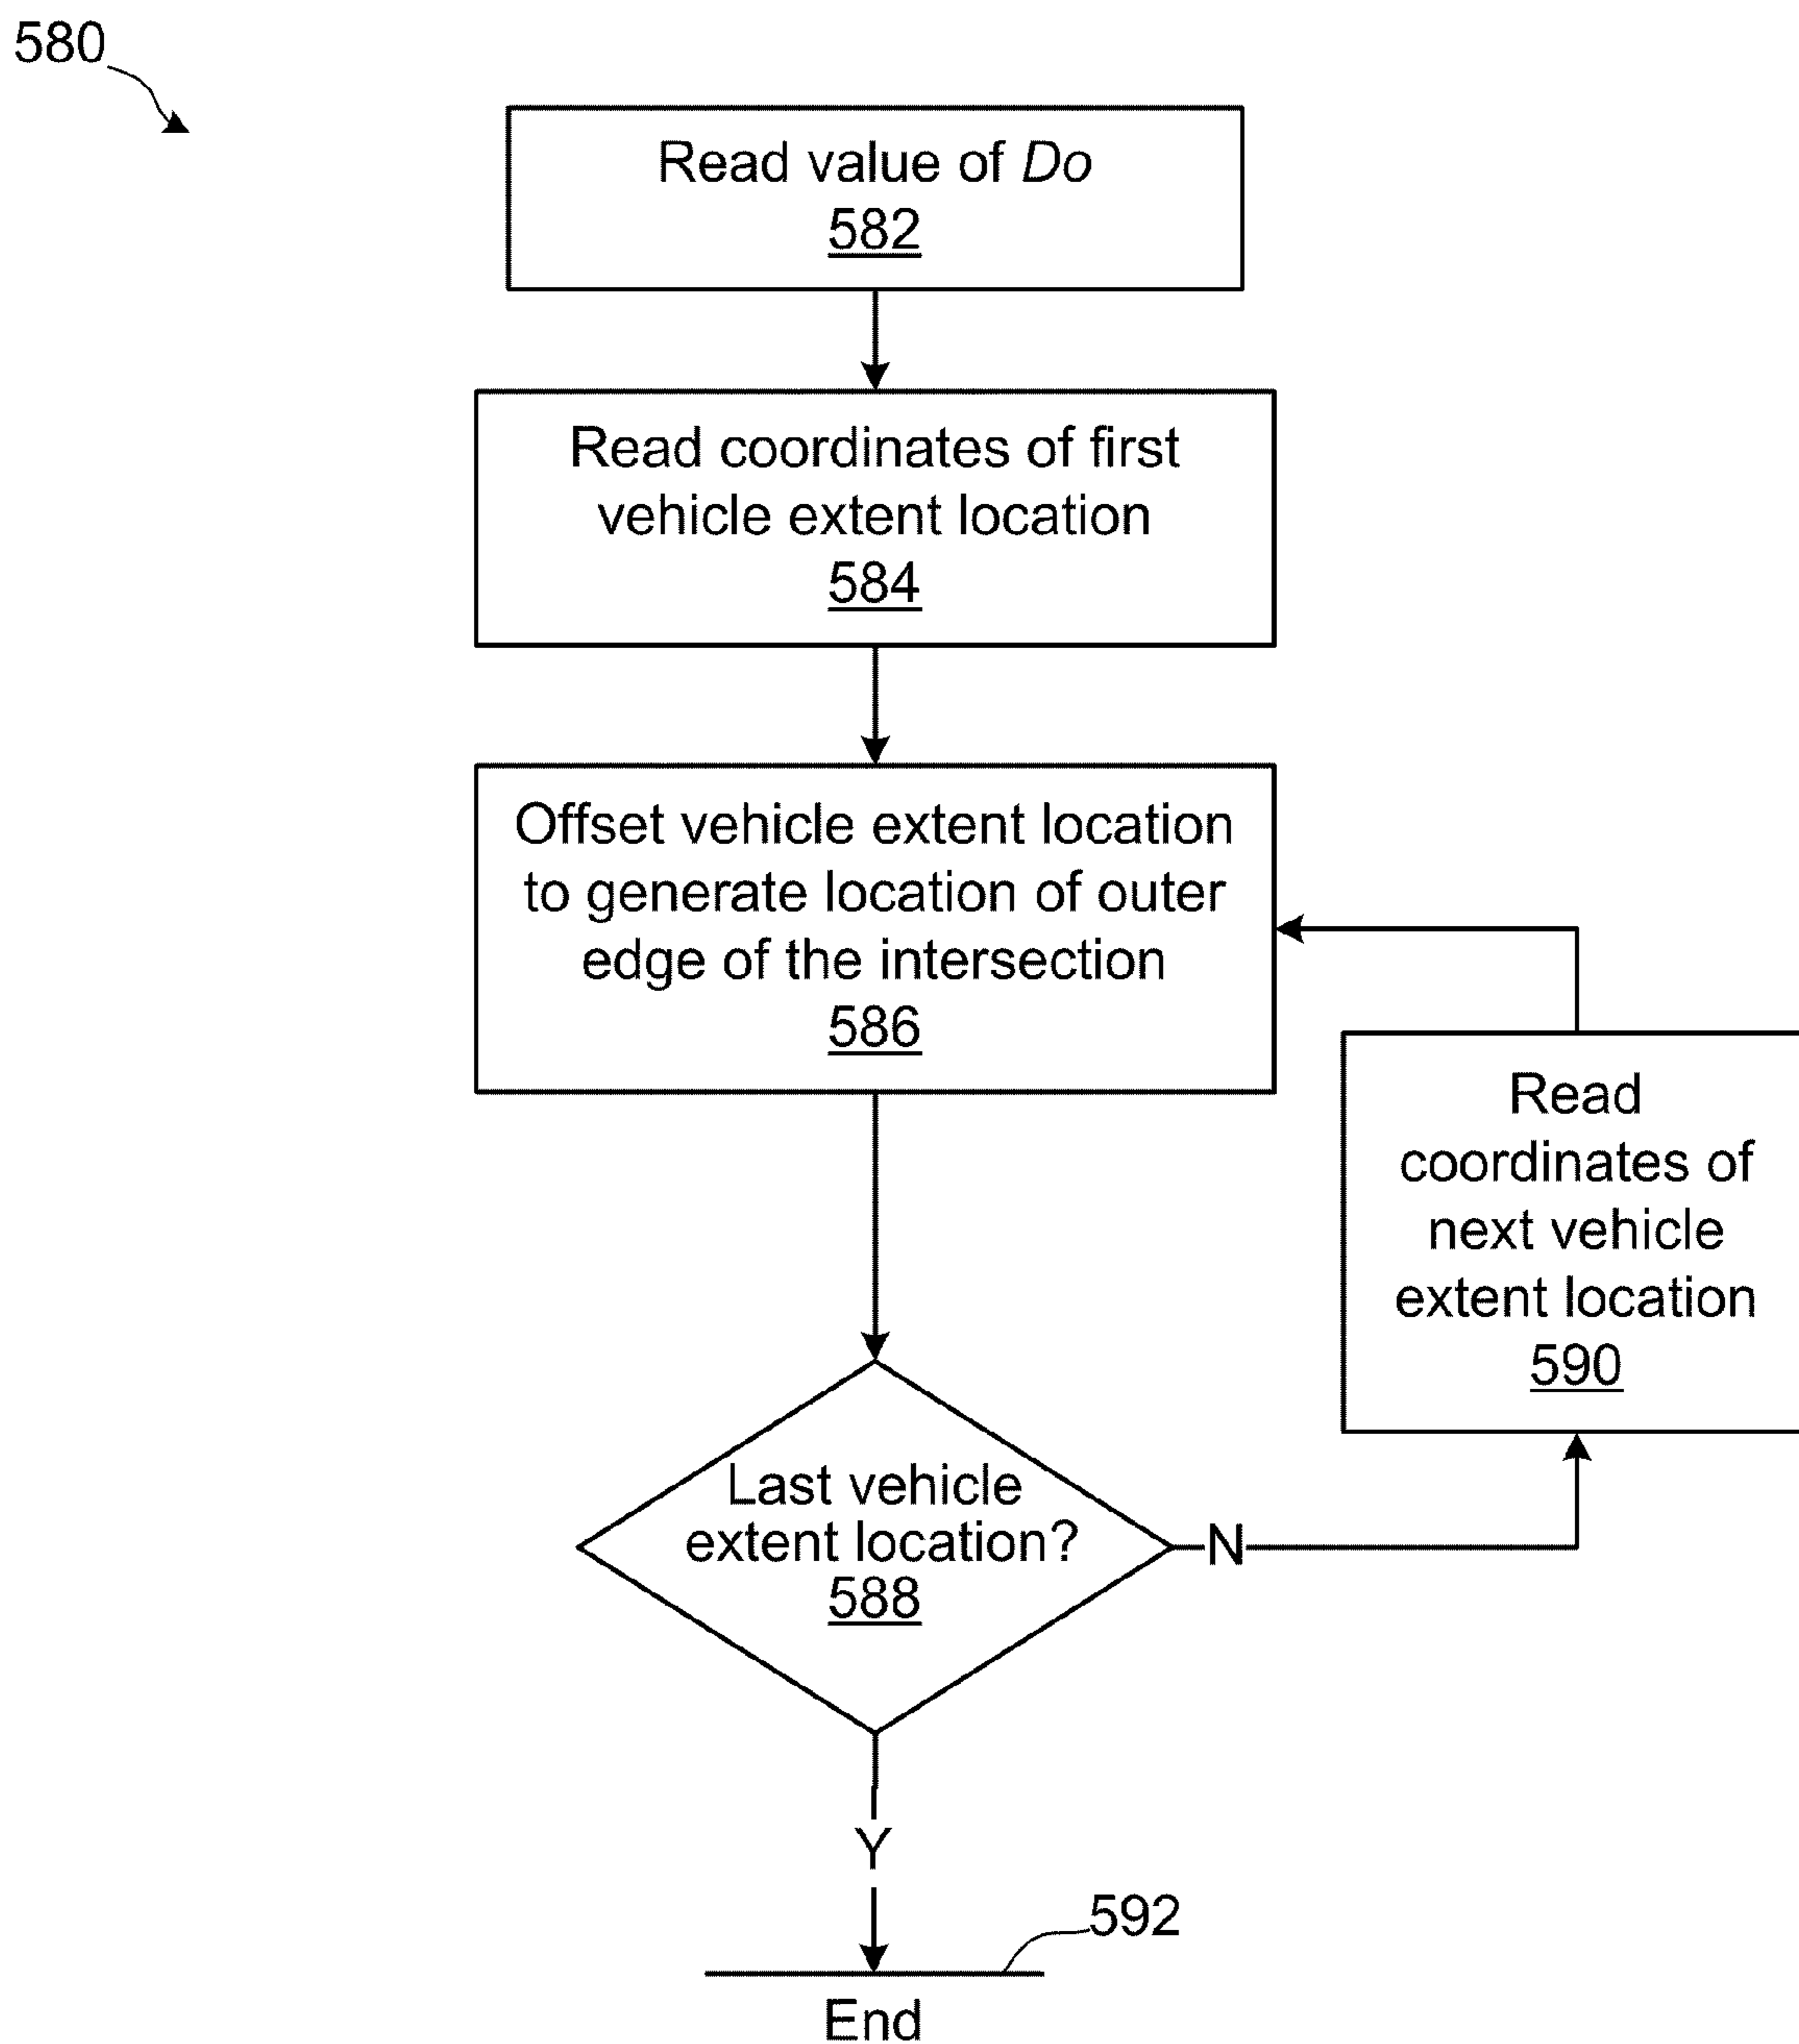 580
Read value of Do
582
Read coordinates of first
vehicle extent location
584
Offset vehicle extent location
to generate location of outer
edge of the intersection
586
Read
coordinates of
next vehicle
extent location
590
Last vehicle
extent location?
588
N
Y
592
End